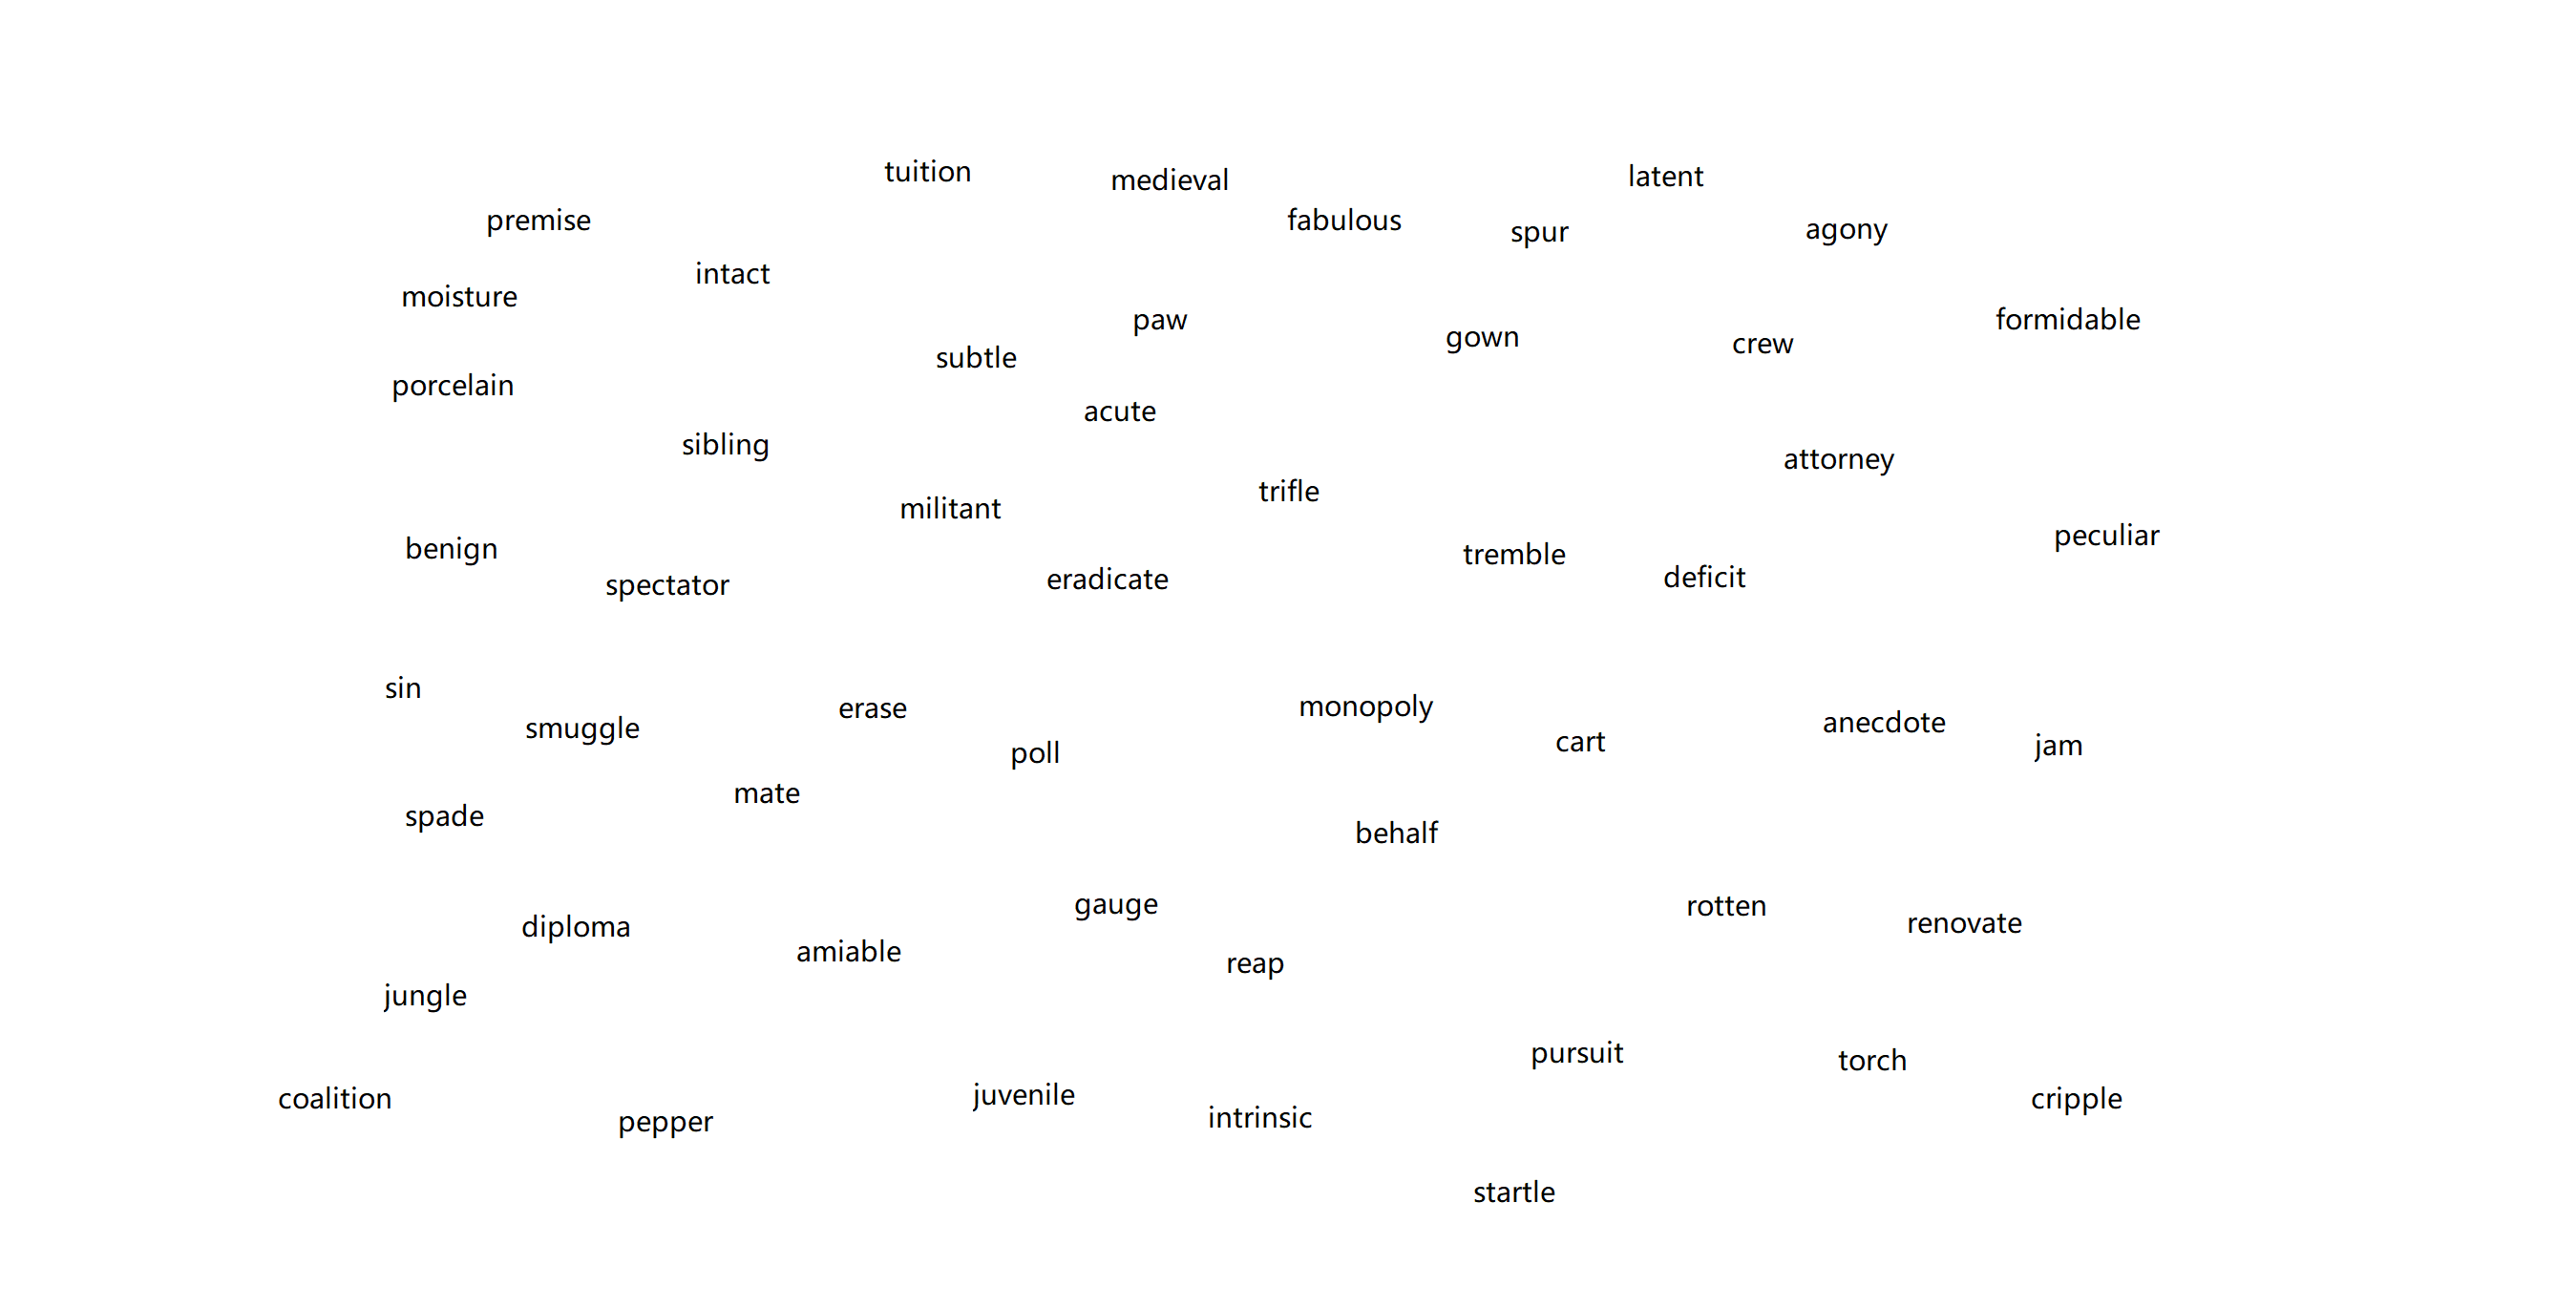 tuition
medieval
latent
premise
fabulous
spur
agony
intact
moisture
paw
formidable
gown
crew
subtle
porcelain
acute
sibling
attorney
trifle
militant
peculiar
benign
tremble
deficit
eradicate
spectator
sin
monopoly
erase
anecdote
smuggle
cart
jam
poll
mate
spade
behalf
gauge
rotten
renovate
diploma
amiable
reap
jungle
pursuit
torch
juvenile
coalition
cripple
intrinsic
pepper
startle